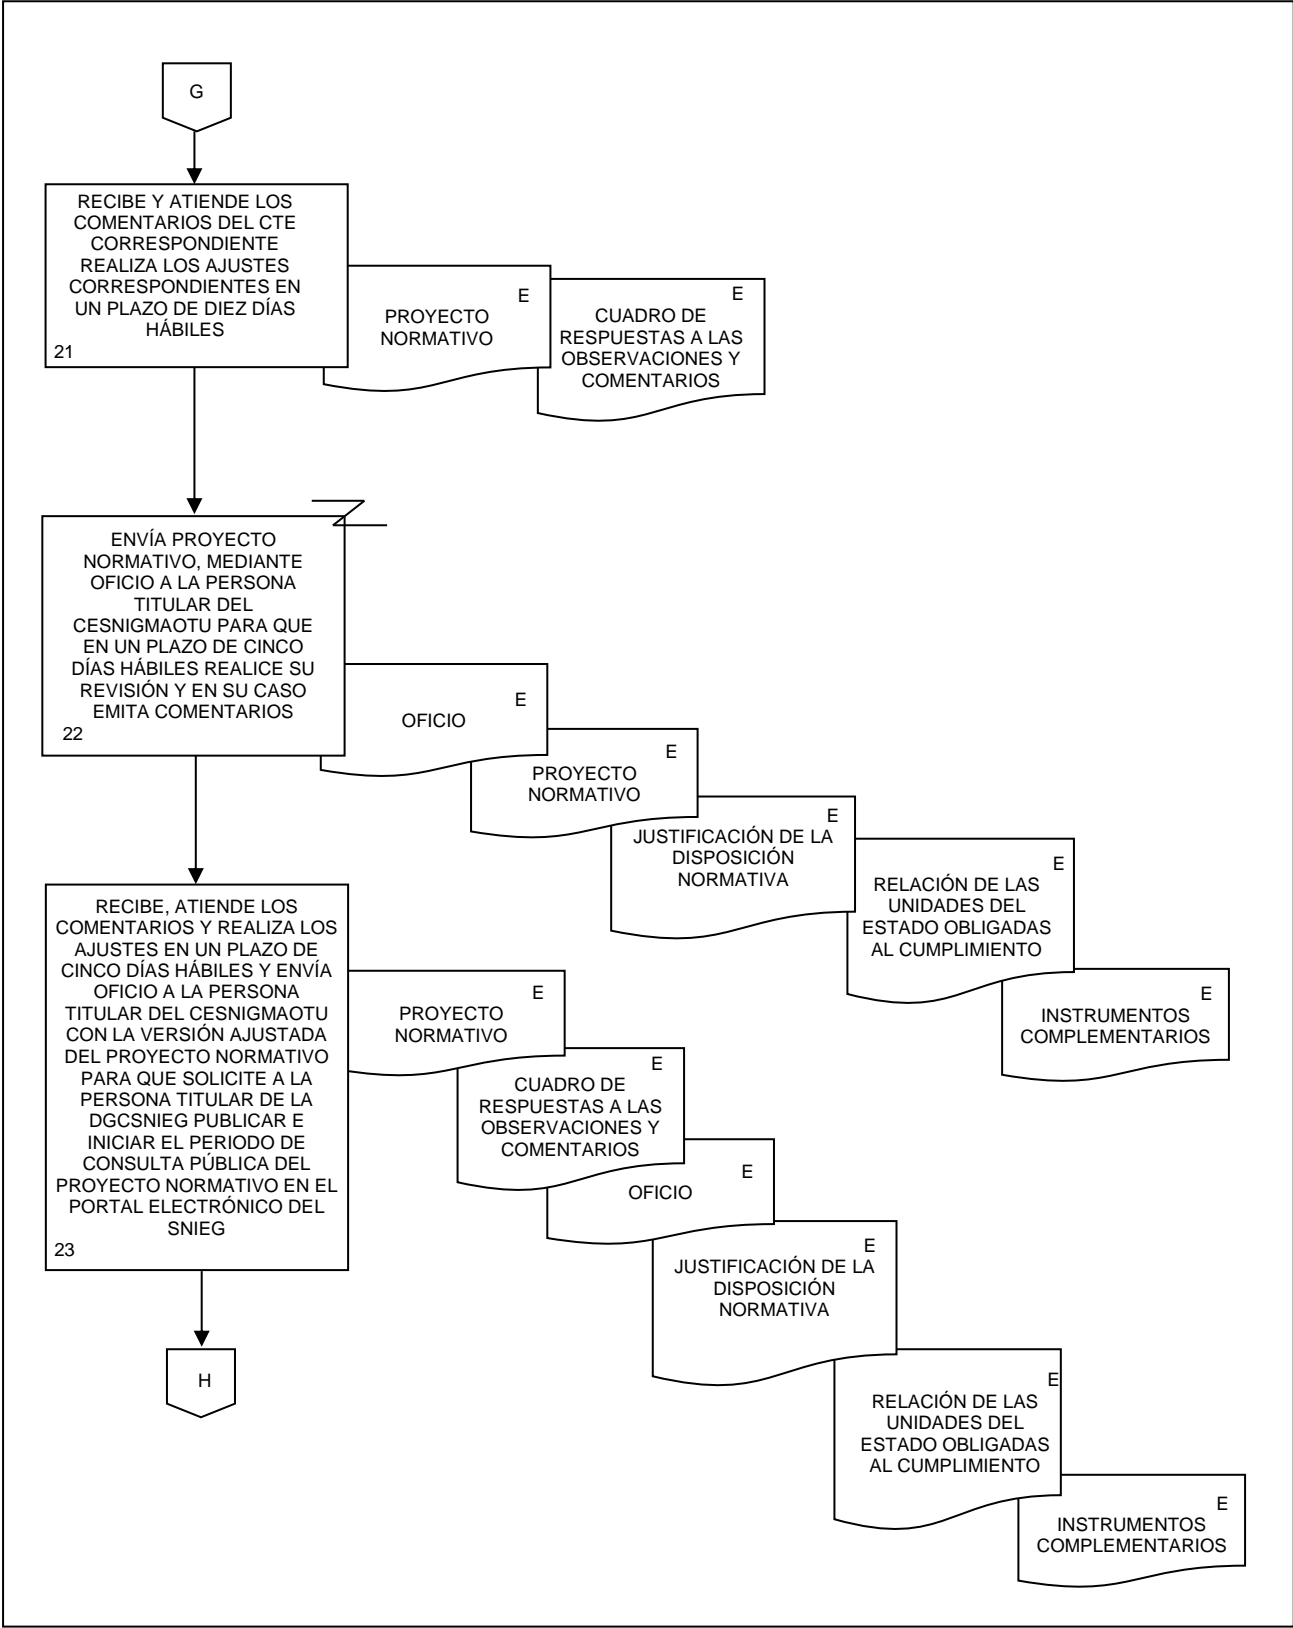 G
RECIBE Y ATIENDE LOS
COMENTARIOS DEL CTE
CORRESPONDIENTE
REALIZA LOS AJUSTES
CORRESPONDIENTES EN
UN PLAZO DE DIEZ DÍAS
HÁBILES
21
E
PROYECTO
NORMATIVO
E
CUADRO DE
RESPUESTAS A LAS
OBSERVACIONES Y
COMENTARIOS
ENVÍA PROYECTO
NORMATIVO, MEDIANTE
OFICIO A LA PERSONA
TITULAR DEL
CESNIGMAOTU PARA QUE
EN UN PLAZO DE CINCO
DÍAS HÁBILES REALICE SU
REVISIÓN Y EN SU CASO
EMITA COMENTARIOS
22
E
OFICIO
E
PROYECTO
NORMATIVO
E
JUSTIFICACIÓN DE LA
DISPOSICIÓN
NORMATIVA
E
RELACIÓN DE LAS
UNIDADES DEL
ESTADO OBLIGADAS
AL CUMPLIMIENTO
E
INSTRUMENTOS
COMPLEMENTARIOS
RECIBE, ATIENDE LOS
COMENTARIOS Y REALIZA LOS
AJUSTES EN UN PLAZO DE
CINCO DÍAS HÁBILES Y ENVÍA
OFICIO A LA PERSONA
TITULAR DEL CESNIGMAOTU
CON LA VERSIÓN AJUSTADA
DEL PROYECTO NORMATIVO
PARA QUE SOLICITE A LA
PERSONA TITULAR DE LA
DGCSNIEG PUBLICAR E
INICIAR EL PERIODO DE
CONSULTA PÚBLICA DEL
PROYECTO NORMATIVO EN EL
PORTAL ELECTRÓNICO DEL
SNIEG
23
E
PROYECTO
NORMATIVO
E
CUADRO DE
RESPUESTAS A LAS
OBSERVACIONES Y
COMENTARIOS
E
OFICIO
E
JUSTIFICACIÓN DE LA
DISPOSICIÓN
NORMATIVA
E
RELACIÓN DE LAS
UNIDADES DEL
ESTADO OBLIGADAS
AL CUMPLIMIENTO
E
INSTRUMENTOS
COMPLEMENTARIOS
H